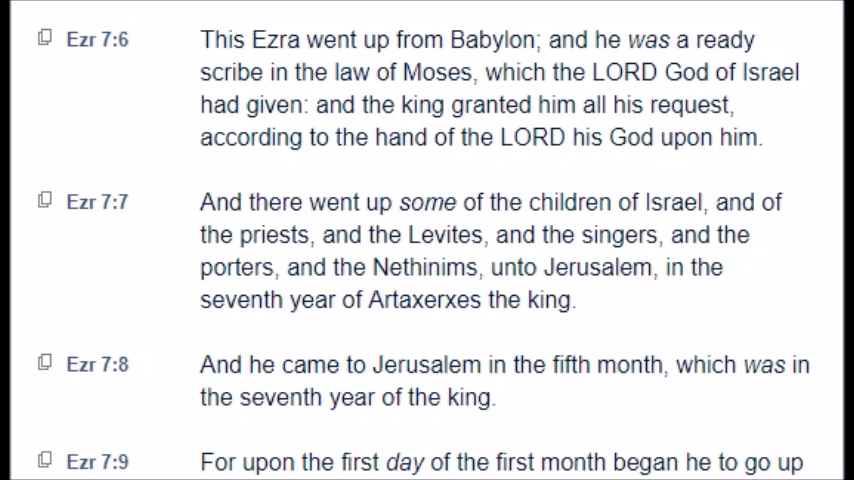 Ezr 7:6 This Ezra went up from Babylon; and he was a ready
scribe in the law of Moses, which the LORD God of Israel
had given: and the king granted him all his request,
according to the hand of the LORD his God upon him.
Ezr 7:7 And there went up some of the children of Israel, and of
the priests, and the Levites, and the singers, and the
porters, and the Nethinims, unto Jerusalem, in the
seventh year of Artaxerxes the king.
Ezr 7:8 And he came to Jerusalem in the fifth month, which was in
the seventh year of the king.
Ezr 7:9 For upon the first day of the first month began he to go up